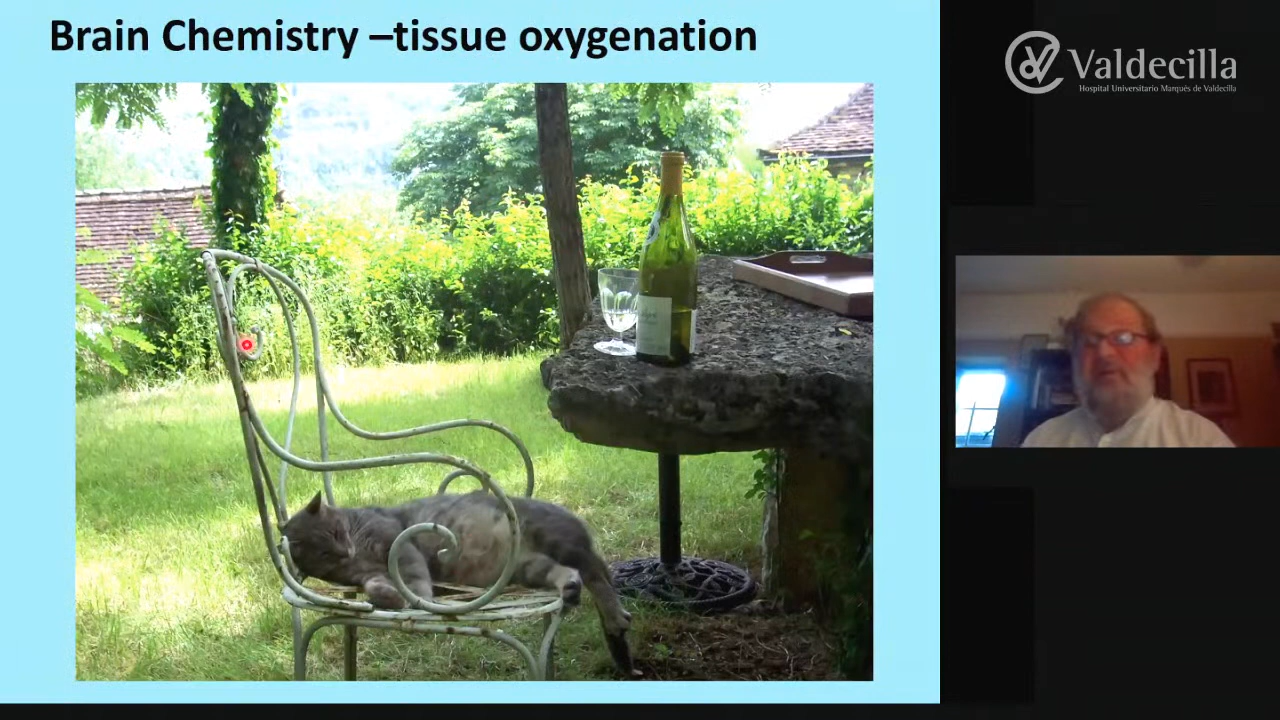 Brain Chemistry –tissue oxygenation
Valdecilla
Hospital Universitario Marqués de Valdecilla